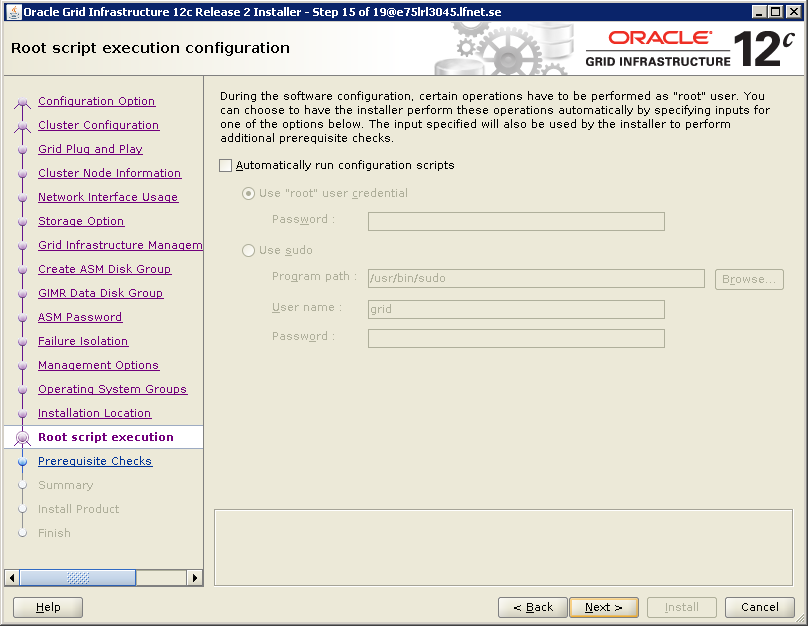 Oracle Grid Infrastructure 12c Release 2 Installer - Step 15 of 19@e75lrl3045.lfnet.se
Root script execution configuration
ORACLE
GRID INFRASTRUCTURE
12c
Configuration Option
Cluster Configuration
Grid Plug and Play
Cluster Node Information
Network Interface Usage
Storage Option
Grid Infrastructure Managem
Create ASM Disk Group
GIMR Data Disk Group
ASM Password
Failure Isolation
Management Options
Operating System Groups
Installation Location
Root script execution
Prerequisite Checks
Summary
Install Product
Finish
During the software configuration, certain operations have to be performed as "root" user. You
can choose to have the installer perform these operations automatically by specifying inputs for
one of the options below. The input specified will also be used by the installer to perform
additional prerequisite checks.
Automatically run configuration scripts
Use "root" user credential
Password :
Use sudo
Program path : /usr/bin/sudo Browse...
User name : grid
Password :
Help
< Back
Next >
Install
Cancel